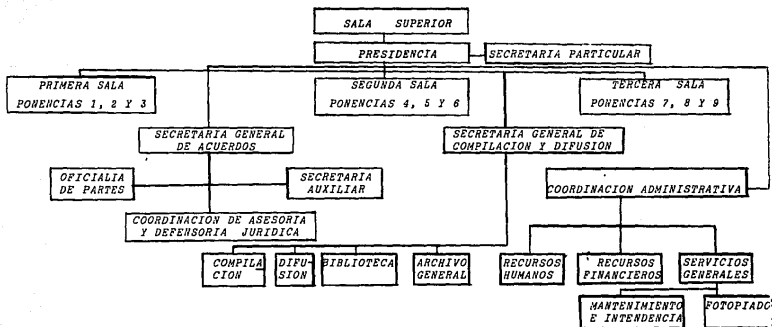 SALA SUPERIOR
PRESIDENCIA
SECRETARIA PARTICULAR
PRIMERA SALA
PONENCIAS 1, 2 Y 3
SEGUNDA SALA
PONENCIAS 4, 5 Y 6
TERCERA SALA
PONENCIAS 7, 8 Y 9
SECRETARIA GENERAL
DE ACUERDOS
SECRETARIA GENERAL DE
COMPILACION Y DIFUSION
OFICIALIA
DE PARTES
SECRETARIA
AUXILIAR
COORDINACION ADMINISTRATIVA
COORDINACION DE ASESORIA
Y DEFENSORIA JURIDICA
COMPILA
CION
DIFU-
SION
BIBLIOTECA
ARCHIVO
GENERAL
RECURSOS
HUMANOS
RECURSOS
FINANCIEROS
SERVICIOS
GENERALES
MANTENIMIENTO
E INTENDENCIA
FOTOPIADO